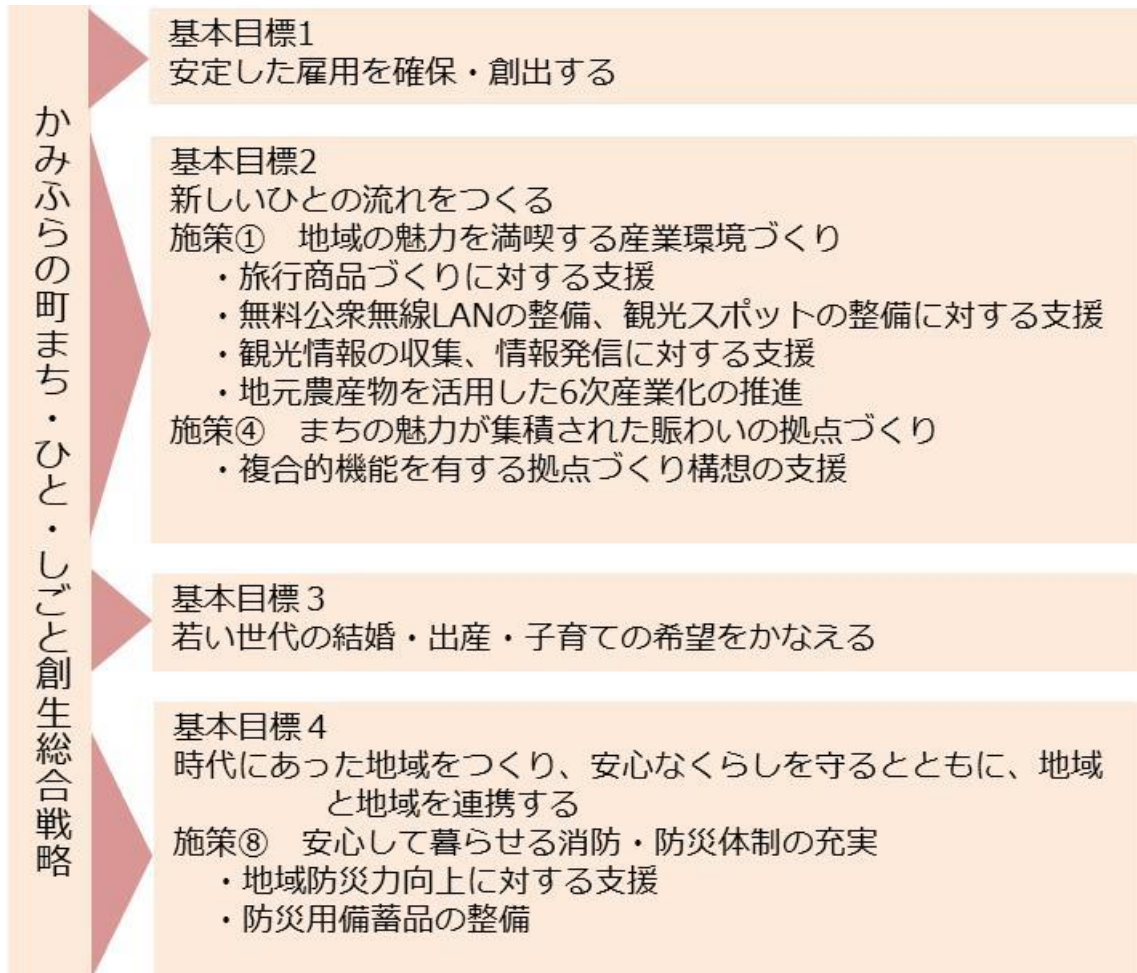 かみふらの町まち・ひと・しごと創生総合戦略
基本目標1
安定した雇用を確保・創出する
基本目標2
新しいひとの流れをつくる
施策①　地域の魅力を満喫する産業環境づくり
・旅行商品づくりに対する支援
・無料公衆無線LANの整備、観光スポットの整備に対する支援
・観光情報の収集、情報発信に対する支援
・地元農産物を活用した6次産業化の推進
施策④　まちの魅力が集積された賑わいの拠点づくり
・複合的機能を有する拠点づくり構想の支援
基本目標３
若い世代の結婚・出産・子育ての希望をかなえる
基本目標４
時代にあった地域をつくり、安心なくらしを守るとともに、地域
と地域を連携する
施策⑧　安心して暮らせる消防・防災体制の充実
・地域防災力向上に対する支援
・防災用備蓄品の整備